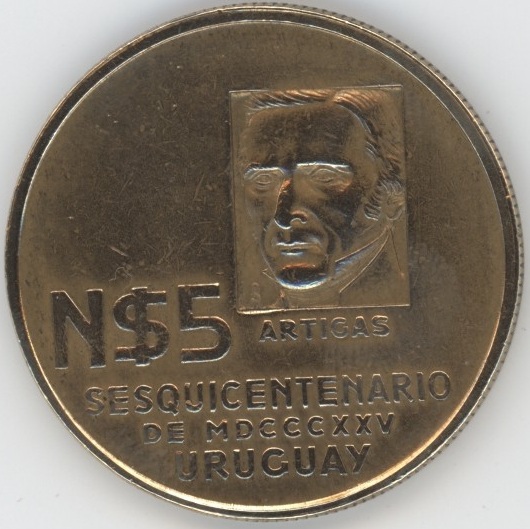 ARTIGAS
N$5
SESQUICENTENARIO
DE MDCCCXXV
URUGUAY